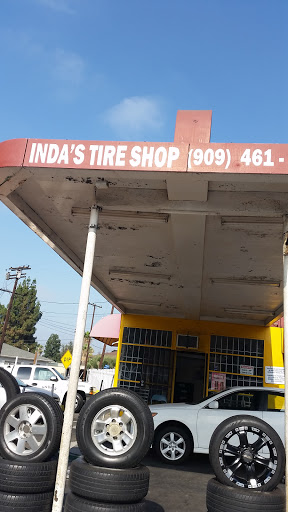 INDA'S TIRE SHOP (909) 461-